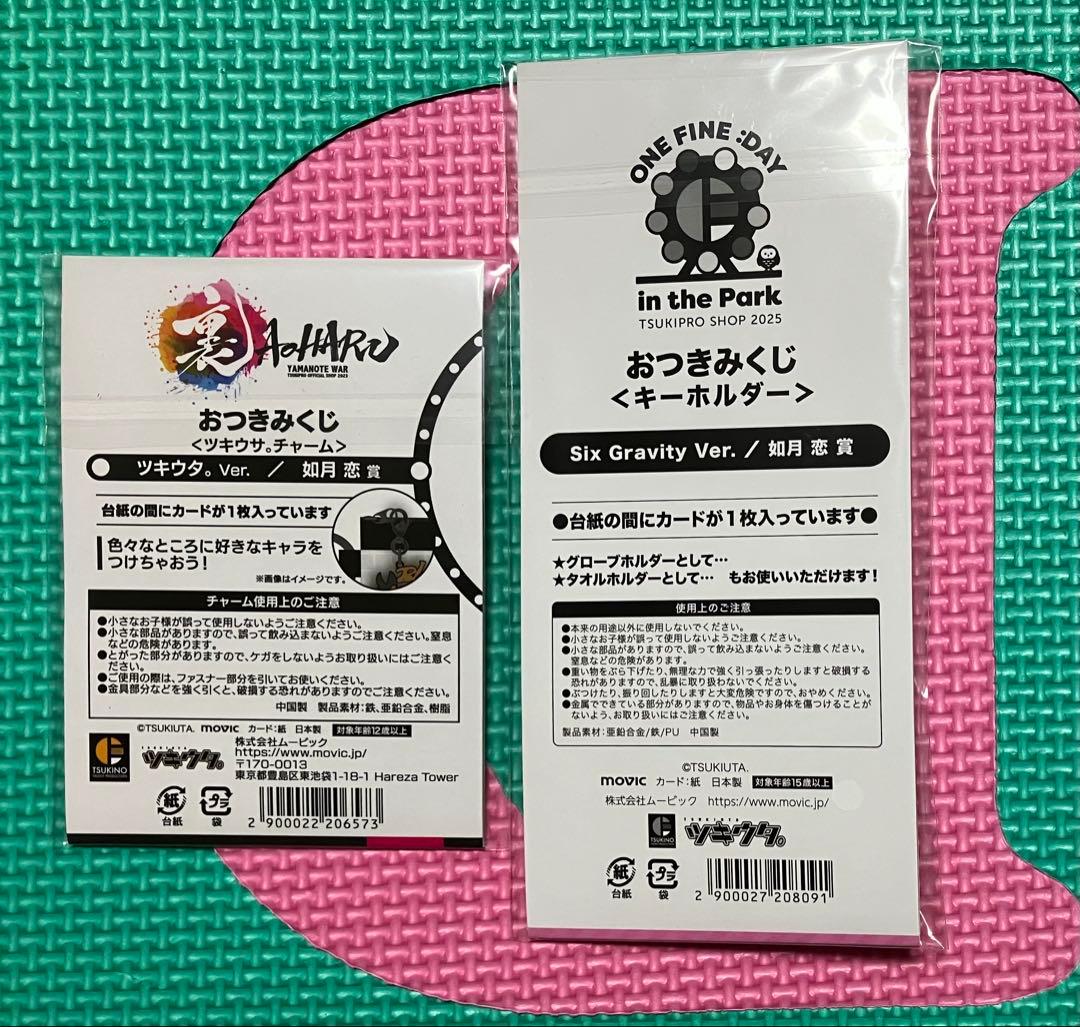 裏AOHARU
YAMANOTE WAR
TSUKIPRO OFFICIAL SHOP 2023
おつきみくじ
<ツキウサ。チャーム>
ツキウタ。Ver. / 如月 恋 賞
台紙の間にカードが1枚入っています
色々なところに好きなキャラを
つけちゃおう!
※画像はイメージです。
チャーム使用上のご注意
●小さなお子様が誤って使用しないようご注意ください。
●小さな部品がありますので、誤って飲み込まないようご注意ください。窒息
などの危険があります。
●とがった部分がありますので、ケガをしないようお取り扱いにはご注意く
ださい。
●ご使用の際は、ファスナー部分を引いてお使いください。
●金具部分などを強く引くと、破損する恐れがありますのでご注意ください。
中国製 製品素材:鉄、亜鉛合金、樹脂
©TSUKIUTA. movic カード:紙 日本製 対象年齢12歳以上
株式会社ムービック
https://www.movic.jp/
〒170-0013
東京都豊島区東池袋1-18-1 Hareza Tower
TSUKINO
TSUKIUTA
ツキウタ。
紙
台紙
プラ
袋
2 900022 206573
ONE FINE :DAY
in the Park
TSUKIPRO SHOP 2025
おつきみくじ
<キーホルダー>
Six Gravity Ver. / 如月 恋 賞
●台紙の間にカードが1枚入っています●
★グローブホルダーとして…
★タオルホルダーとして… もお使いいただけます!
使用上のご注意
●本来の用途以外に使用しないでください。
●小さなお子様が誤って使用しないようご注意ください。
●小さな部品がありますので、誤って飲み込まないようご注意ください。
窒息などの危険があります。
●重い物をぶら下げたり、無理な力で強く引っ張ったりしますと破損する
恐れがありますので、乱暴に取り扱わないでください。
●ぶつけたり、振り回したりしますと大変危険ですので、おやめください。
●金属でできている部分がありますので、物品やお身体を傷つけることが
ないよう、お取り扱いにはご注意ください。
製品素材:亜鉛合金/鉄/PU 中国製
©TSUKIUTA.
movic カード:紙 日本製 対象年齢15歳以上
株式会社ムービック https://www.movic.jp/
TSUKINO
TSUKIUTA
ツキウタ。
紙
台紙
プラ
袋
2 900027 208091